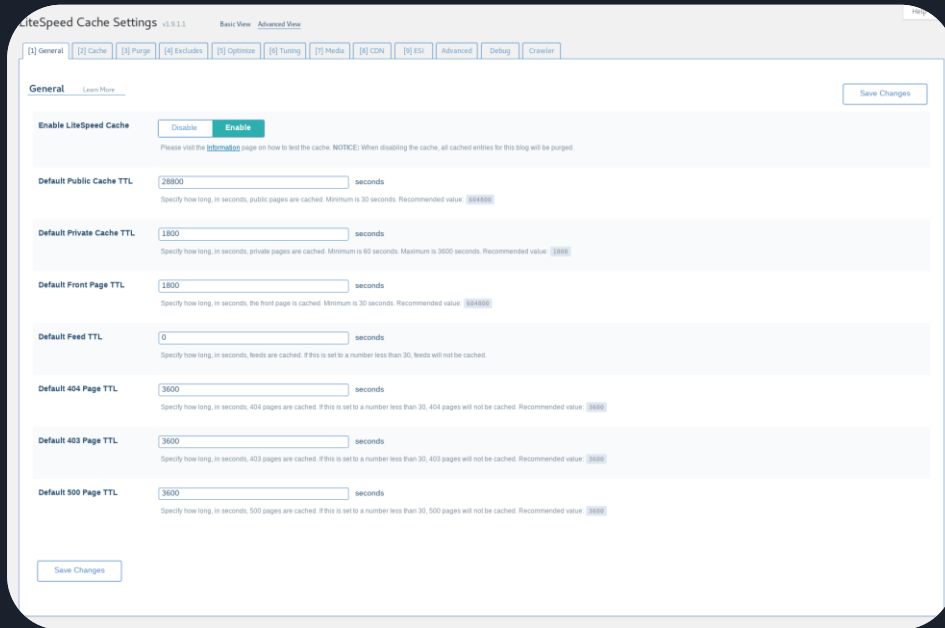 LiteSpeed Cache Settings v1.9.1.1 Basic View Advanced View Help
[1] General [2] Cache [3] Purge [4] Excludes [5] Optimize [6] Tuning [7] Media [8] CDN [9] ESI Advanced Debug Crawler
General Learn More Save Changes
Enable LiteSpeed Cache Disable Enable
Please visit the Information page on how to test the cache. NOTICE: When disabling the cache, all cached entries for this blog will be purged.
Default Public Cache TTL 28800 seconds
Specify how long, in seconds, public pages are cached. Minimum is 30 seconds. Recommended value: 604800
Default Private Cache TTL 1800 seconds
Specify how long, in seconds, private pages are cached. Minimum is 60 seconds. Maximum is 3600 seconds. Recommended value: 1800
Default Front Page TTL 1800 seconds
Specify how long, in seconds, the front page is cached. Minimum is 30 seconds. Recommended value: 604800
Default Feed TTL 0 seconds
Specify how long, in seconds, feeds are cached. If this is set to a number less than 30, feeds will not be cached.
Default 404 Page TTL 3600 seconds
Specify how long, in seconds, 404 pages are cached. If this is set to a number less than 30, 404 pages will not be cached. Recommended value: 3600
Default 403 Page TTL 3600 seconds
Specify how long, in seconds, 403 pages are cached. If this is set to a number less than 30, 403 pages will not be cached. Recommended value: 3600
Default 500 Page TTL 3600 seconds
Specify how long, in seconds, 500 pages are cached. If this is set to a number less than 30, 500 pages will not be cached. Recommended value: 3600
Save Changes